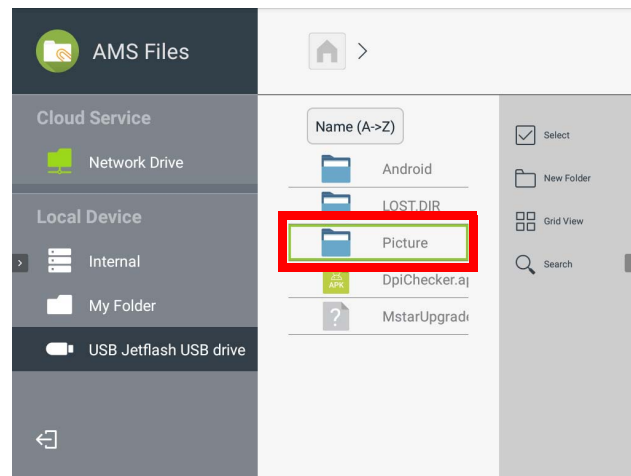 AMS Files
Cloud Service
Network Drive
Local Device
Internal
My Folder
USB Jetflash USB drive
Name (A->Z)
Android
LOST.DIR
Picture
APK
DpiChecker.ap
MstarUpgrade
Select
New Folder
Grid View
Search